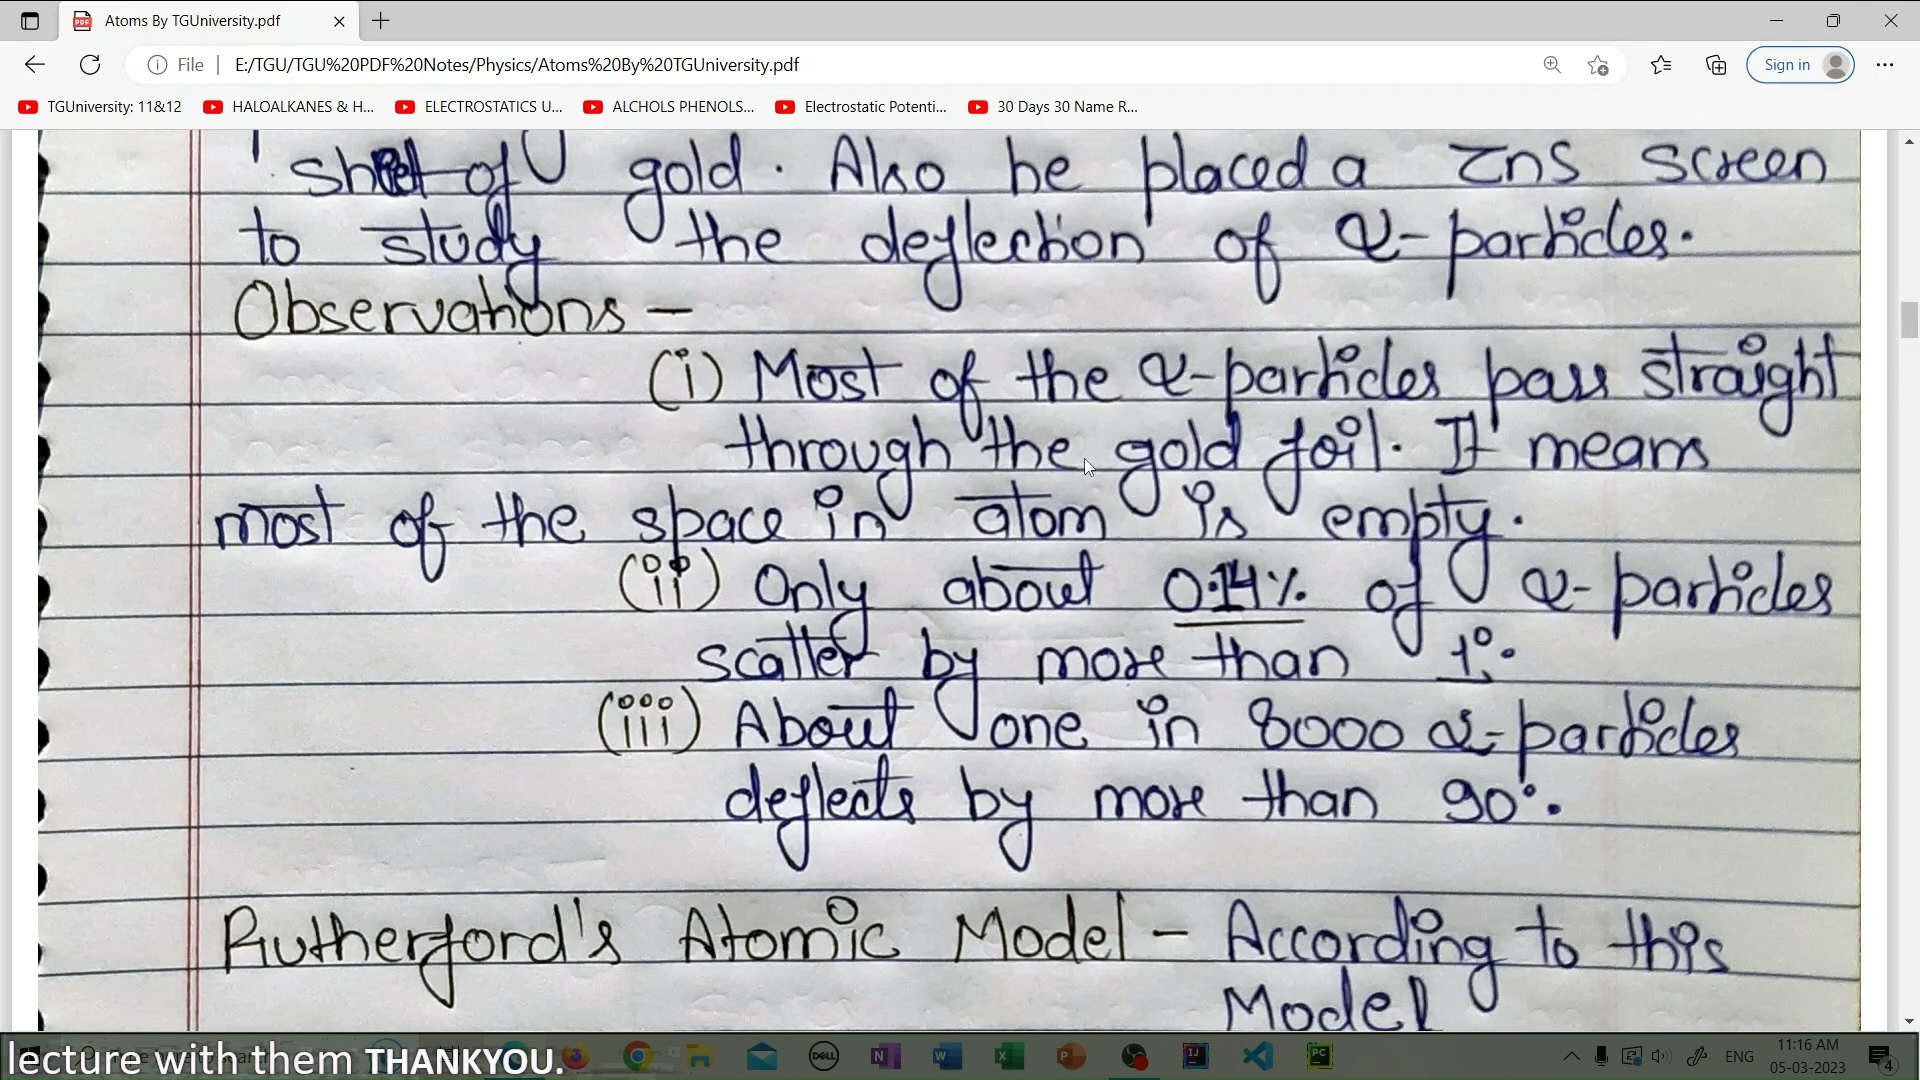 Atoms By TGUniversity.pdf
File
E:/TGU/TGU%20PDF%20Notes/Physics/Atoms%20By%20TGUniversity.pdf
Sign in
TGUniversity: 11&12
HALOALKANES & H...
ELECTROSTATICS U...
ALCHOLS PHENOLS...
Electrostatic Potenti...
30 Days 30 Name R...
sheet of gold. Also he placed a ZnS screen
to study the deflection of α-particles.
Observations —
(i) Most of the α-particles pass straight
through the gold foil. It means
most of the space in atom is empty.
(ii) Only about 0.14% of α-particles
scatter by more than 1°.
(iii) About one in 8000 α-particles
deflects by more than 90°.
Rutherford's Atomic Model - According to this
Model
lecture with them THANKYOU.
DELL
ENG
11:16 AM
05-03-2023
4